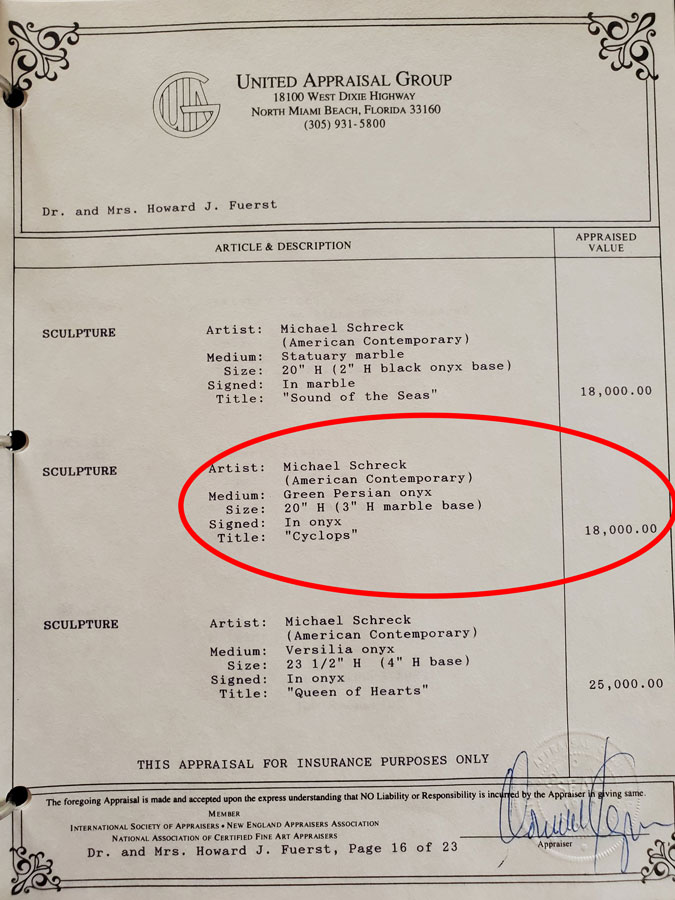 UNITED APPRAISAL GROUP
18100 WEST DIXIE HIGHWAY
NORTH MIAMI BEACH, FLORIDA 33160
(305) 931-5800
Dr. and Mrs. Howard J. Fuerst
ARTICLE & DESCRIPTION
APPRAISED
VALUE
SCULPTURE
Artist: Michael Schreck
(American Contemporary)
Medium: Statuary marble
Size: 20" H (2" H black onyx base)
Signed: In marble
Title: "Sound of the Seas"
18,000.00
SCULPTURE
Artist: Michael Schreck
(American Contemporary)
Medium: Green Persian onyx
Size: 20" H (3" H marble base)
Signed: In onyx
Title: "Cyclops"
18,000.00
SCULPTURE
Artist: Michael Schreck
(American Contemporary)
Medium: Versilia onyx
Size: 23 1/2" H (4" H base)
Signed: In onyx
Title: "Queen of Hearts"
25,000.00
THIS APPRAISAL FOR INSURANCE PURPOSES ONLY
The foregoing Appraisal is made and accepted upon the express understanding that NO Liability or Responsibility is incurred by the Appraiser in giving same.
MEMBER
INTERNATIONAL SOCIETY OF APPRAISERS • NEW ENGLAND APPRAISERS ASSOCIATION
NATIONAL ASSOCIATION OF CERTIFIED FINE ART APPRAISERS
Appraiser
Dr. and Mrs. Howard J. Fuerst, Page 16 of 23